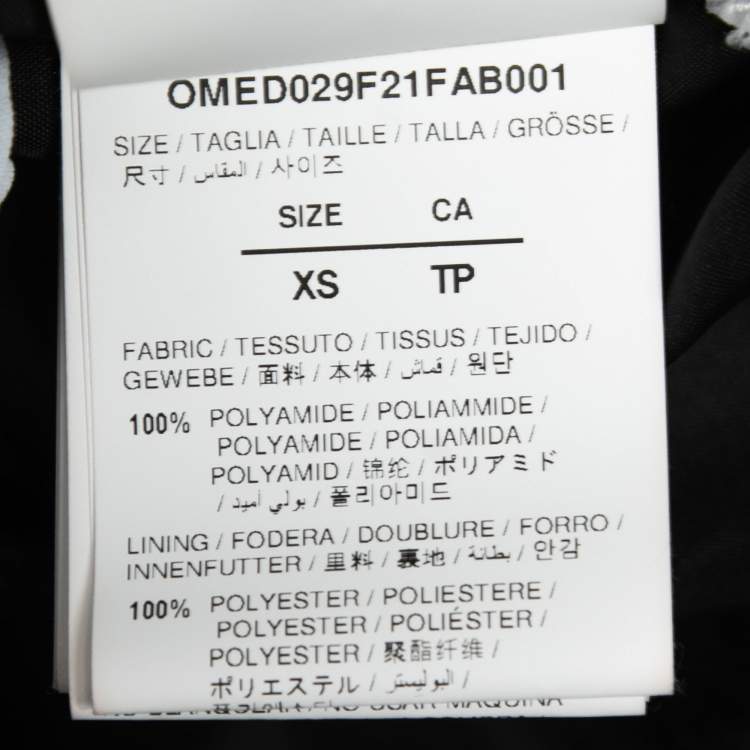 OMED029F21FAB001
SIZE / TAGLIA / TAILLE / TALLA / GRÖSSE /
尺寸 / المقاس / 사이즈
SIZE CA
XS TP
FABRIC / TESSUTO / TISSUS / TEJIDO /
GEWEBE / 面料 / 本体 / قماش / 원단
100% POLYAMIDE / POLIAMMIDE /
POLYAMIDE / POLIAMIDA /
POLYAMID / 锦纶 / ポリアミド
/ بولي أميد / 폴리아미드
LINING / FODERA / DOUBLURE / FORRO /
INNENFUTTER / 里料 / 裏地 / بطانة / 안감
100% POLYESTER / POLIESTERE /
POLYESTER / POLIÉSTER /
POLYESTER / 聚酯纤维 /
ポリエステル / البوليستر /
USAR MAQUINA